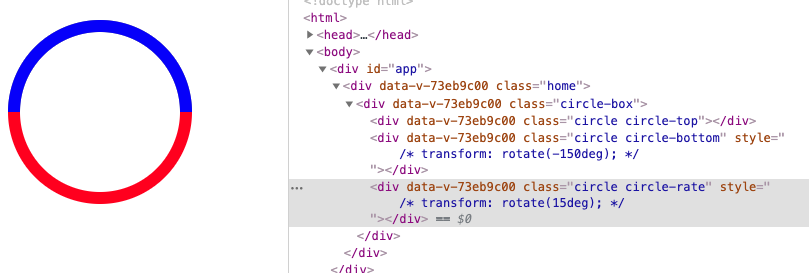 <!doctype html>
<html>
<head>…</head>
<body>
<div id="app">
<div data-v-73eb9c00 class="home">
<div data-v-73eb9c00 class="circle-box">
<div data-v-73eb9c00 class="circle circle-top"></div>
<div data-v-73eb9c00 class="circle circle-bottom" style="
/* transform: rotate(-150deg); */
"></div>
<div data-v-73eb9c00 class="circle circle-rate" style="
/* transform: rotate(15deg); */
"></div> == $0
</div>
</div>
</div>